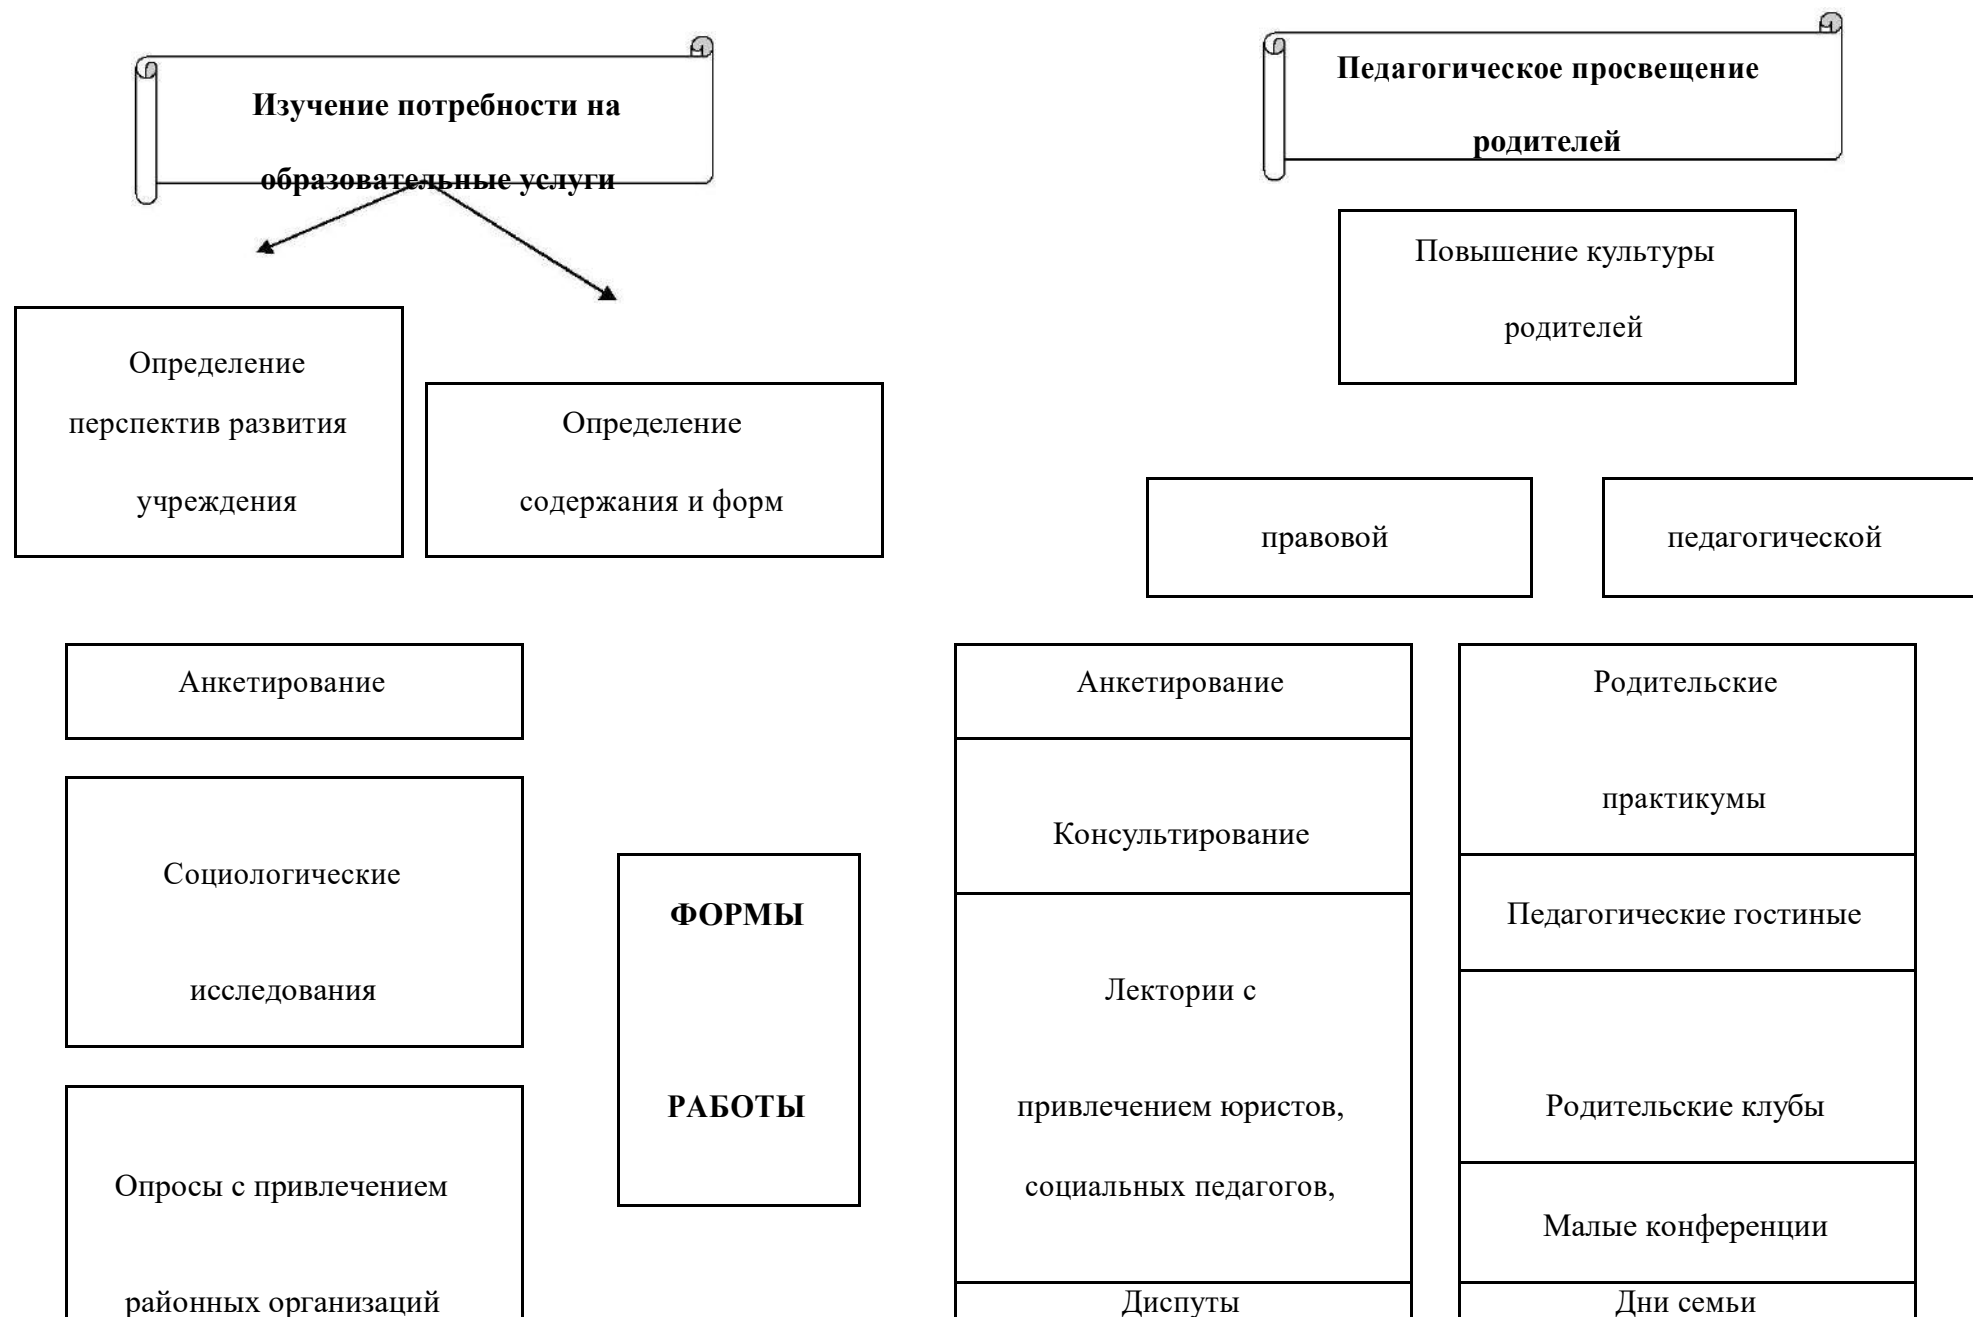 Изучение потребности на
образовательные услуги
Педагогическое просвещение
родителей
Повышение культуры
родителей
Определение
перспектив развития
учреждения
Определение
содержания и форм
правовой
педагогической
Анкетирование
Социологические
исследования
Опросы с привлечением
районных организаций
ФОРМЫ
РАБОТЫ
Анкетирование
Консультирование
Лектории с
привлечением юристов,
социальных педагогов,
Диспуты
Родительские
практикумы
Педагогические гостиные
Родительские клубы
Малые конференции
Дни семьи